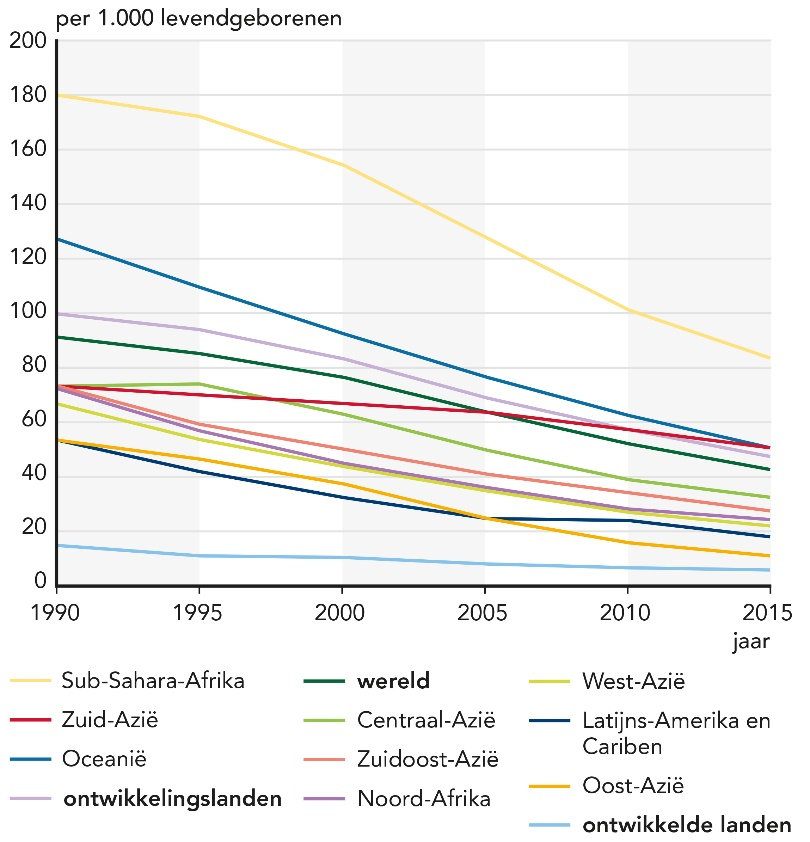 per 1.000 levendgeborenen
200
180
160
140
120
100
80
60
40
20
0
1990 1995 2000 2005 2010 2015
jaar
Sub-Sahara-Afrika
Zuid-Azië
Oceanië
ontwikkelingslanden
wereld
Centraal-Azië
Zuidoost-Azië
Noord-Afrika
West-Azië
Latijns-Amerika en
Cariben
Oost-Azië
ontwikkelde landen